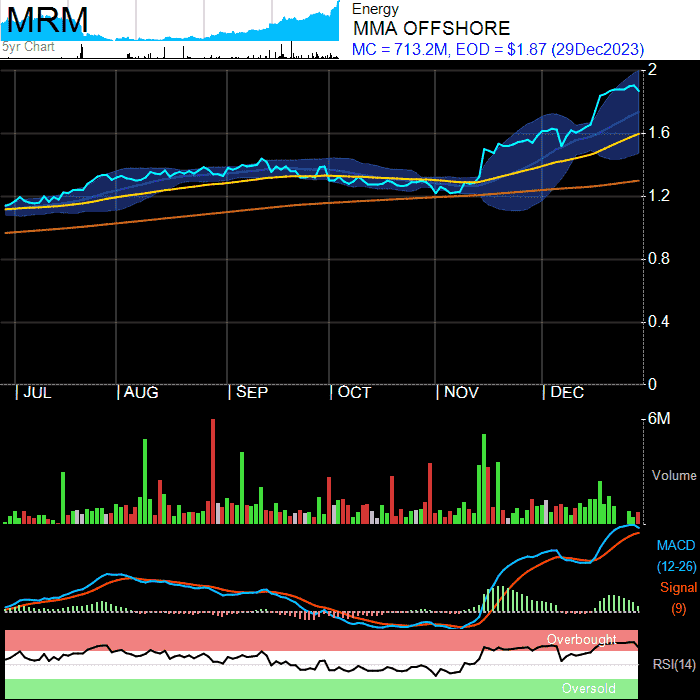 MRM
5yr Chart
Energy
MMA OFFSHORE
MC = 713.2M, EOD = $1.87 (29Dec2023)
2
1.6
1.2
0.8
0.4
0
JUL AUG SEP OCT NOV DEC
6M
Volume
MACD
(12-26)
Signal
(9)
Overbought
RSI(14)
Oversold